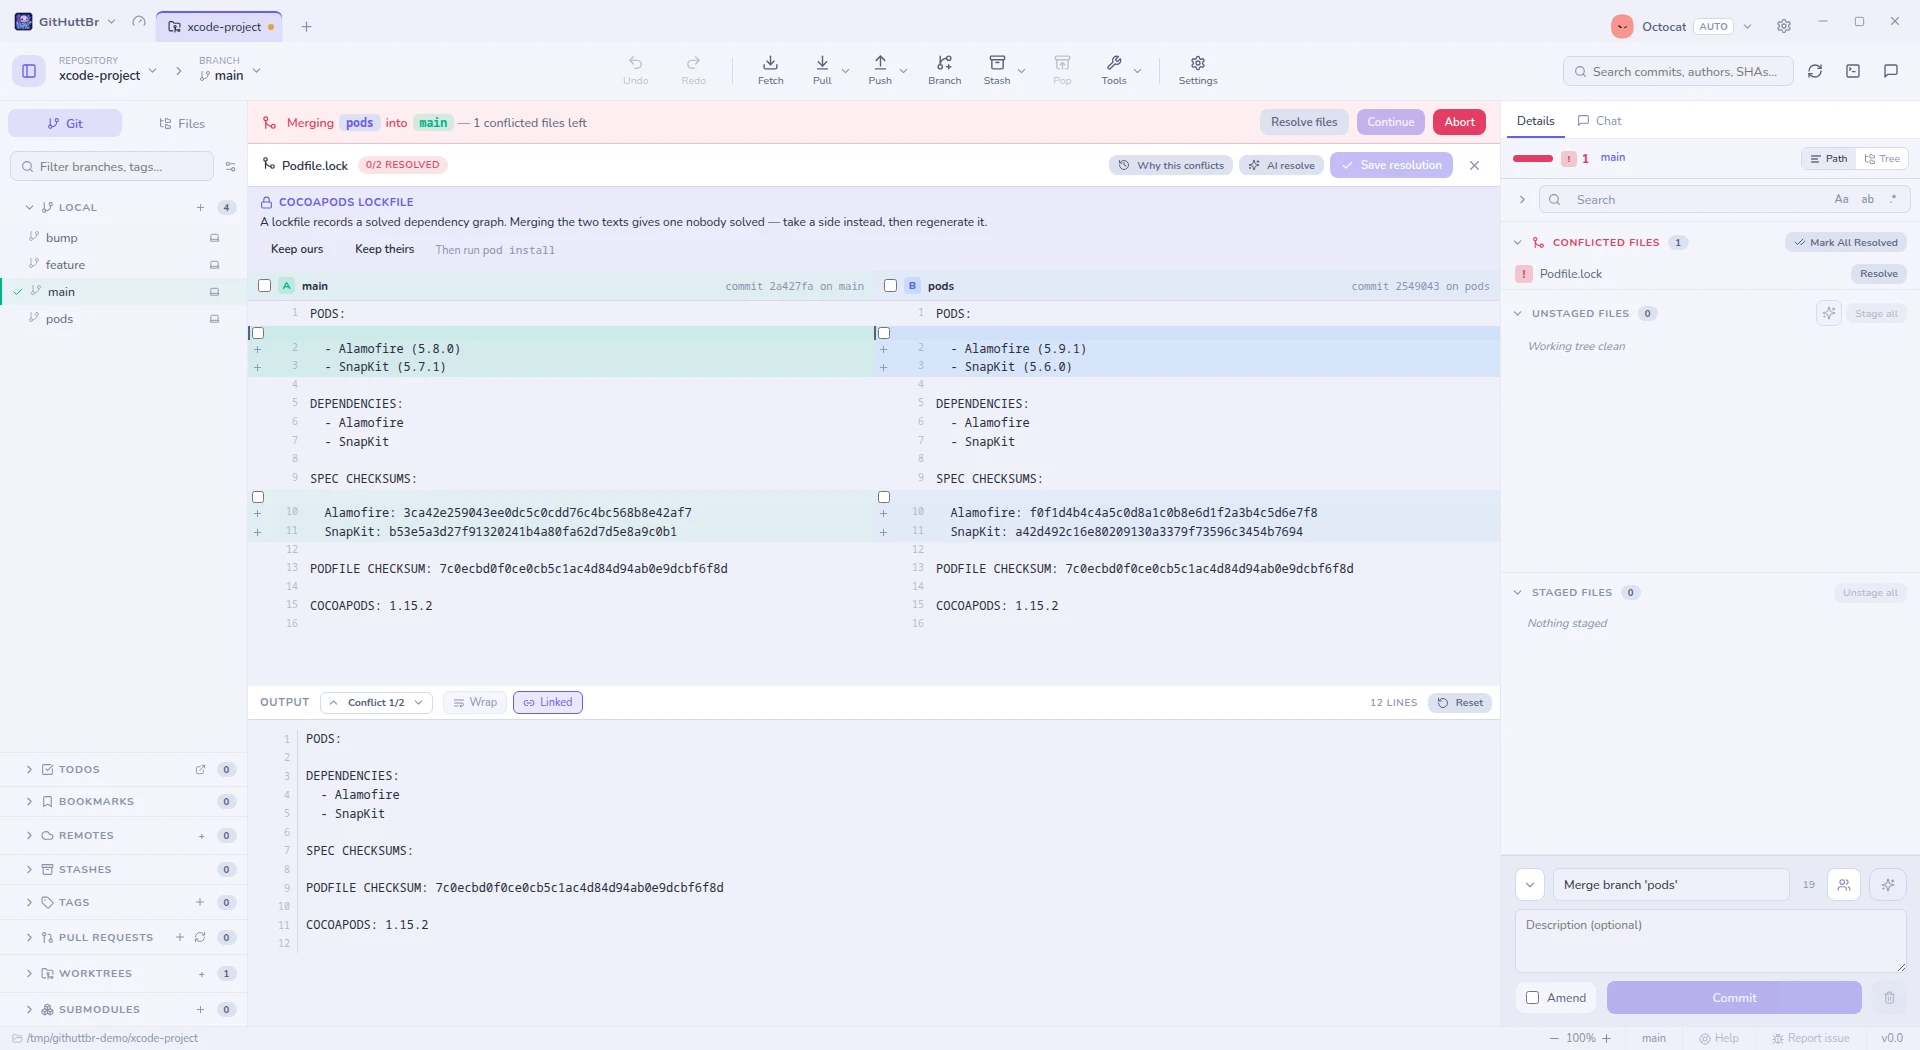 GitHuttBr
xcode-project
Octocat AUTO
REPOSITORY
xcode-project
BRANCH
main
Undo
Redo
Fetch
Pull
Push
Branch
Stash
Pop
Tools
Settings
Search commits, authors, SHAs...
Git
Files
Filter branches, tags...
LOCAL 4
bump
feature
main
pods
TODOS 0
BOOKMARKS 0
REMOTES 0
STASHES 0
TAGS 0
PULL REQUESTS 0
WORKTREES 1
SUBMODULES 0
Merging pods into main — 1 conflicted files left
Resolve files
Continue
Abort
Podfile.lock 0/2 RESOLVED
Why this conflicts
AI resolve
Save resolution
COCOAPODS LOCKFILE
A lockfile records a solved dependency graph. Merging the two texts gives one nobody solved — take a side instead, then regenerate it.
Keep ours
Keep theirs
Then run pod install
A main commit 2a427fa on main
1 PODS:
+ 2 - Alamofire (5.8.0)
+ 3 - SnapKit (5.7.1)
4
5 DEPENDENCIES:
6 - Alamofire
7 - SnapKit
8
9 SPEC CHECKSUMS:
+ 10 Alamofire: 3ca42e259043ee0dc5c0cdd76c4bc568b8e42af7
+ 11 SnapKit: b53e5a3d27f91320241b4a80fa62d7d5e8a9c0b1
12
13 PODFILE CHECKSUM: 7c0ecbd0f0ce0cb5c1ac4d84d94ab0e9dcbf6f8d
14
15 COCOAPODS: 1.15.2
16
B pods commit 2549043 on pods
1 PODS:
+ 2 - Alamofire (5.9.1)
+ 3 - SnapKit (5.6.0)
4
5 DEPENDENCIES:
6 - Alamofire
7 - SnapKit
8
9 SPEC CHECKSUMS:
+ 10 Alamofire: f0f1d4b4c4a5c0d8a1c0b8e6d1f2a3b4c5d6e7f8
+ 11 SnapKit: a42d492c16e80209130a3379f73596c3454b7694
12
13 PODFILE CHECKSUM: 7c0ecbd0f0ce0cb5c1ac4d84d94ab0e9dcbf6f8d
14
15 COCOAPODS: 1.15.2
16
OUTPUT
Conflict 1/2
Wrap
Linked
12 LINES
Reset
1 PODS:
2
3 DEPENDENCIES:
4 - Alamofire
5 - SnapKit
6
7 SPEC CHECKSUMS:
8
9 PODFILE CHECKSUM: 7c0ecbd0f0ce0cb5c1ac4d84d94ab0e9dcbf6f8d
10
11 COCOAPODS: 1.15.2
12
Details
Chat
! 1 main
Path
Tree
Search
Aa ab .*
CONFLICTED FILES 1
Mark All Resolved
! Podfile.lock
Resolve
UNSTAGED FILES 0
Stage all
Working tree clean
STAGED FILES 0
Unstage all
Nothing staged
Merge branch 'pods'
19
Description (optional)
Amend
Commit
/tmp/githuttbr-demo/xcode-project
— 100% +
main
Help
Report issue
v0.0